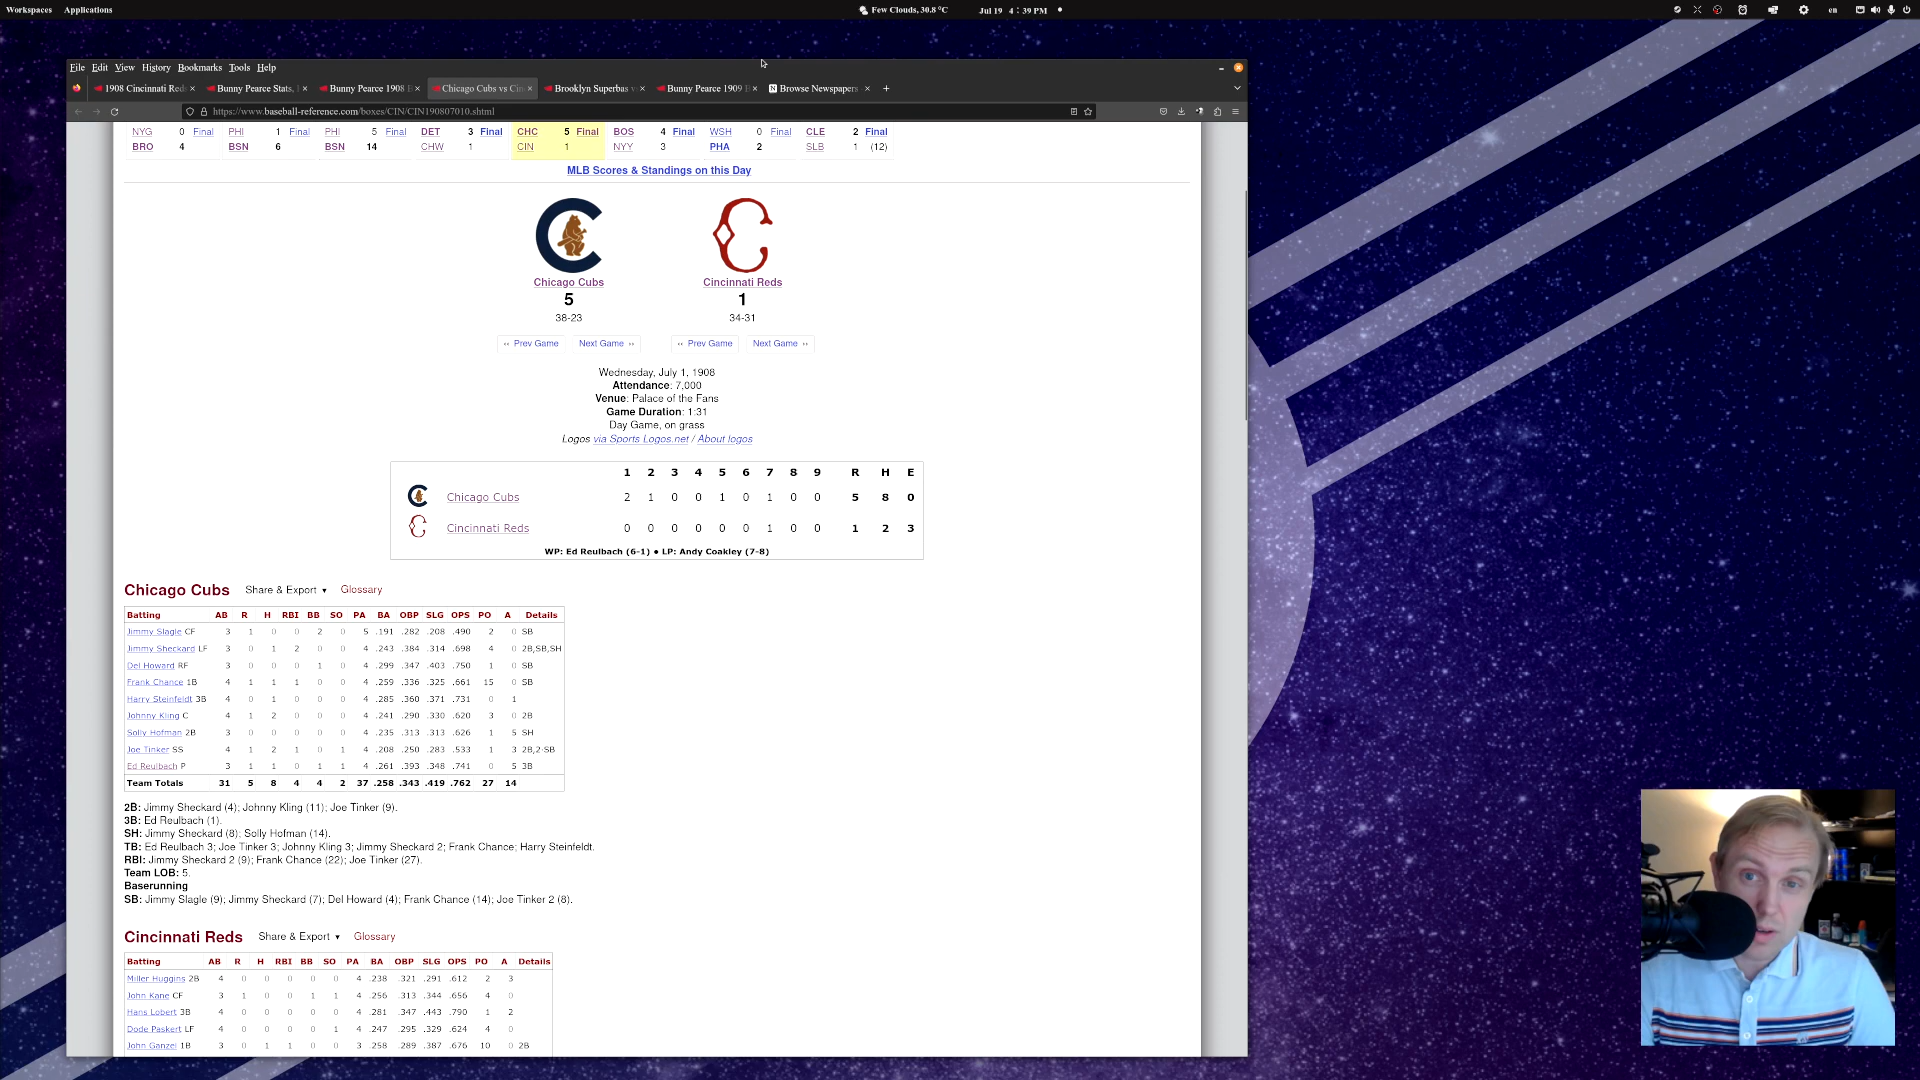 Workspaces Applications Few Clouds, 30.8 °C Jul 19 4:39 PM en
File Edit View History Bookmarks Tools Help
1908 Cincinnati Red Bunny Pearce Stats, Bunny Pearce 1908 B Chicago Cubs vs Cin Brooklyn Superbas v Bunny Pearce 1909 B Browse Newspapers +
https://www.baseball-reference.com/boxes/CIN/CIN190807010.shtml
NYG 0 Final PHI 1 Final PHI 5 Final DET 3 Final CHC 5 Final BOS 4 Final WSH 0 Final CLE 2 Final
BRO 4 BSN 6 BSN 14 CHW 1 CIN 1 NYY 3 PHA 2 SLB 1 (12)
MLB Scores & Standings on this Day
Chicago Cubs Cincinnati Reds
5 1
38-23 34-31
Prev Game Next Game Prev Game Next Game
Wednesday, July 1, 1908
Attendance: 7,000
Venue: Palace of the Fans
Game Duration: 1:31
Day Game, on grass
Logos via Sports Logos.net / About logos
1 2 3 4 5 6 7 8 9 R H E
Chicago Cubs 2 1 0 0 1 0 1 0 0 5 8 0
Cincinnati Reds 0 0 0 0 0 0 1 0 0 1 2 3
WP: Ed Reulbach (6-1) • LP: Andy Coakley (7-8)
Chicago Cubs Share & Export ▼ Glossary
Batting AB R H RBI BB SO PA BA OBP SLG OPS PO A Details
Jimmy Slagle CF 3 1 0 0 2 0 5 .191 .282 .208 .490 2 0 SB
Jimmy Sheckard LF 3 0 1 2 0 0 4 .243 .384 .314 .698 4 0 2B,SB,SH
Del Howard RF 3 0 0 0 1 0 4 .299 .347 .403 .750 1 0 SB
Frank Chance 1B 4 1 1 1 0 0 4 .259 .336 .325 .661 15 0 SB
Harry Steinfeldt 3B 4 0 1 0 0 0 4 .285 .360 .371 .731 0 1
Johnny Kling C 4 1 2 0 0 0 4 .241 .290 .330 .620 3 0 2B
Solly Hofman 2B 3 0 0 0 0 0 4 .235 .313 .313 .626 1 5 SH
Joe Tinker SS 4 1 2 1 0 1 4 .208 .250 .283 .533 1 3 2B,2·SB
Ed Reulbach P 3 1 1 0 1 1 4 .261 .393 .348 .741 0 5 3B
Team Totals 31 5 8 4 4 2 37 .258 .343 .419 .762 27 14
2B: Jimmy Sheckard (4); Johnny Kling (11); Joe Tinker (9).
3B: Ed Reulbach (1).
SH: Jimmy Sheckard (8); Solly Hofman (14).
TB: Ed Reulbach 3; Joe Tinker 3; Johnny Kling 3; Jimmy Sheckard 2; Frank Chance; Harry Steinfeldt.
RBI: Jimmy Sheckard 2 (9); Frank Chance (22); Joe Tinker (27).
Team LOB: 5.
Baserunning
SB: Jimmy Slagle (9); Jimmy Sheckard (7); Del Howard (4); Frank Chance (14); Joe Tinker 2 (8).
Cincinnati Reds Share & Export ▼ Glossary
Batting AB R H RBI BB SO PA BA OBP SLG OPS PO A Details
Miller Huggins 2B 4 0 0 0 0 0 4 .238 .321 .291 .612 2 3
John Kane CF 3 1 0 0 1 1 4 .256 .313 .344 .656 4 0
Hans Lobert 3B 4 0 0 0 0 0 4 .281 .347 .443 .790 1 2
Dode Paskert LF 4 0 0 0 0 1 4 .247 .295 .329 .624 4 0
John Ganzel 1B 3 0 1 1 0 0 3 .258 .289 .387 .676 10 0 2B